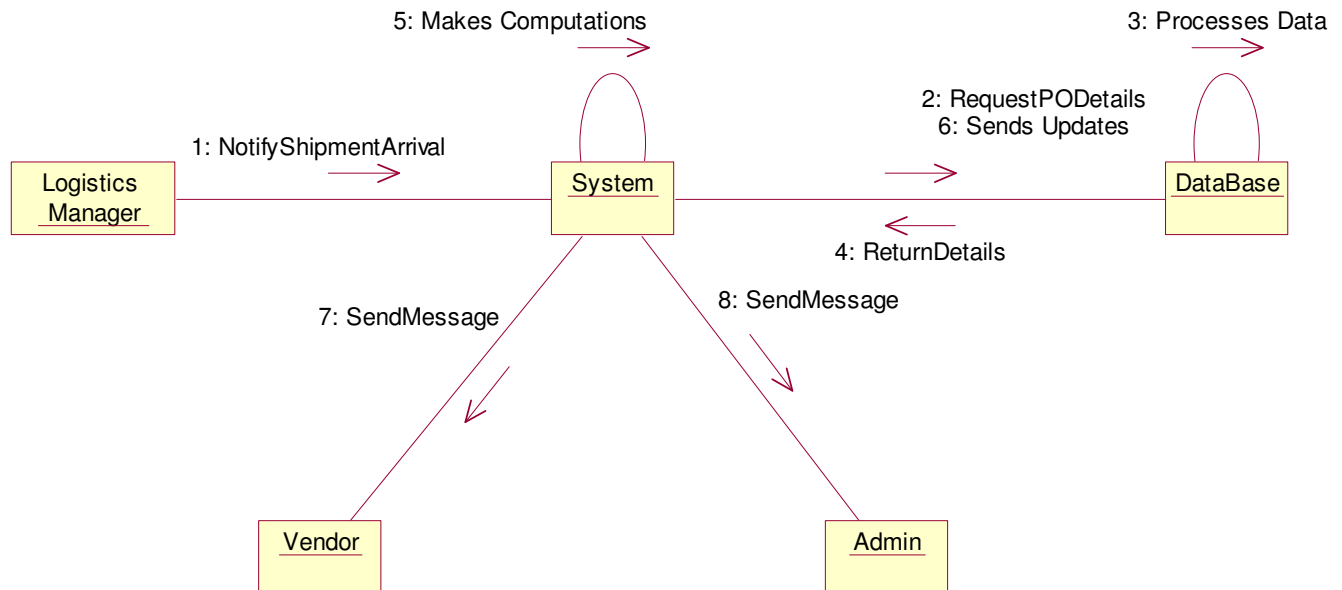 5: Makes Computations
3: Processes Data
2: RequestPODetails
6: Sends Updates
1: NotifyShipmentArrival
Logistics
Manager
System
DataBase
4: ReturnDetails
8: SendMessage
7: SendMessage
Vendor
Admin